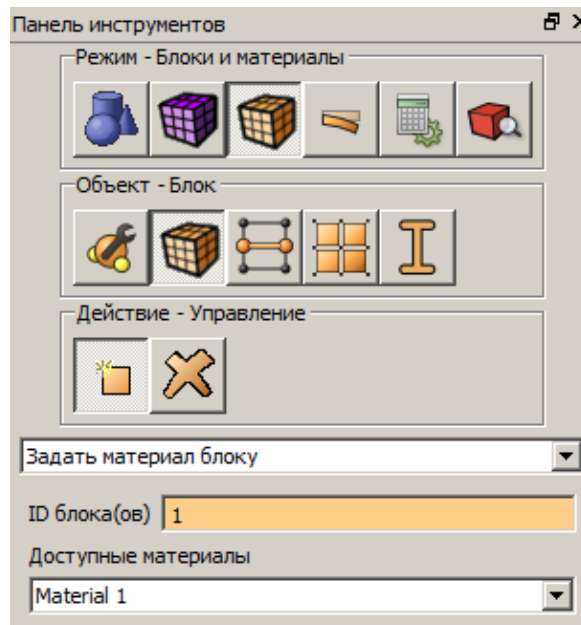 Панель инструментов
Режим - Блоки и материалы
Объект - Блок
Действие - Управление
Задать материал блоку
ID блока(ов) 1
Доступные материалы
Material 1